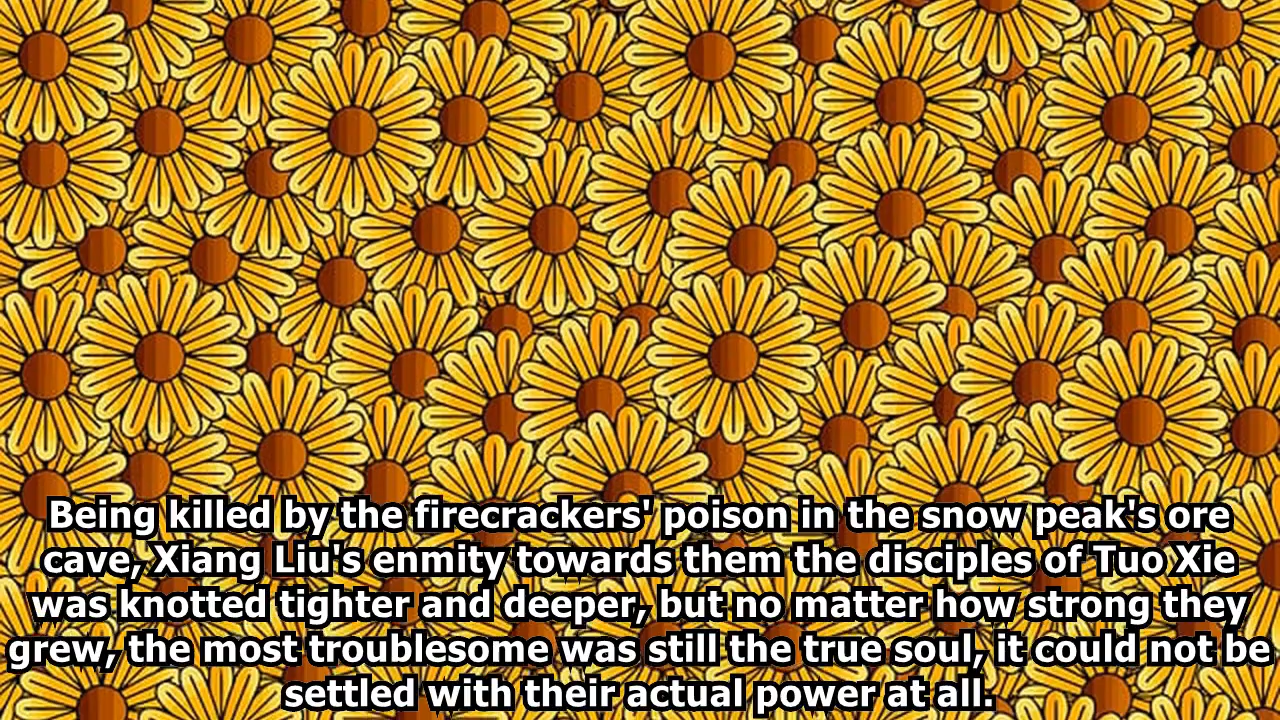 Being killed by the firecrackers' poison in the snow peak's ore
cave, Xiang Liu's enmity towards them the disciples of Tuo Xie
was knotted tighter and deeper, but no matter how strong they
grew, the most troublesome was still the true soul, it could not be
settled with their actual power at all.